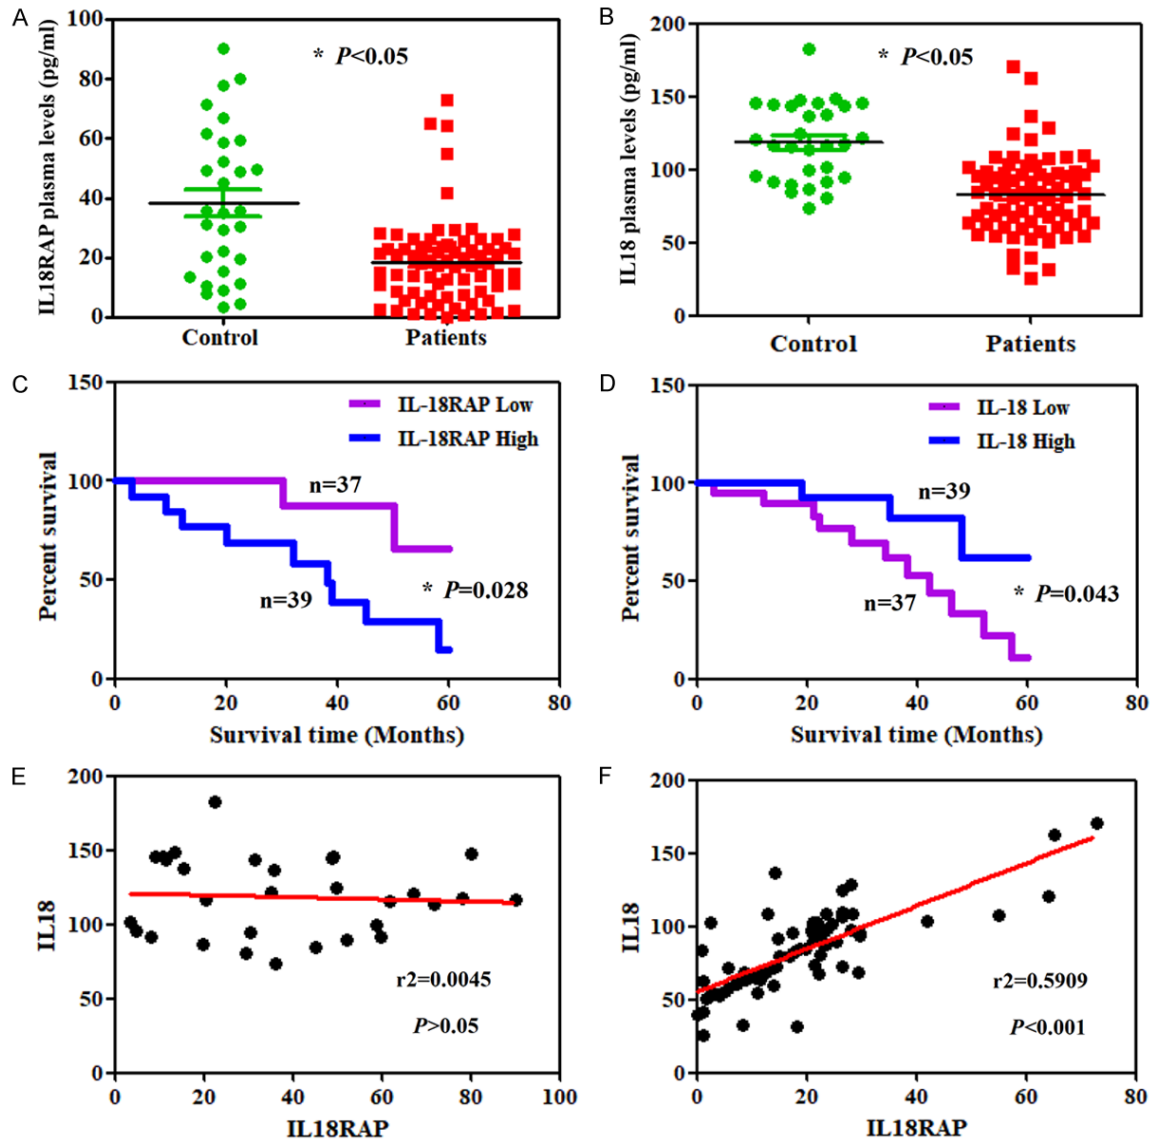 A
IL18RAP plasma levels (pg/ml)
100
80
60
40
20
0
* P<0.05
Control
Patients
B
IL18 plasma levels (pg/ml)
200
150
100
50
0
* P<0.05
Control
Patients
C
Percent survival
150
100
50
0
IL-18RAP Low
IL-18RAP High
n=37
n=39
* P=0.028
0 20 40 60 80
Survival time (Months)
D
Percent survival
150
100
50
0
IL-18 Low
IL-18 High
n=39
n=37
* P=0.043
0 20 40 60 80
Survival time (Months)
E
IL18
200
150
100
50
0
r2=0.0045
P>0.05
0 20 40 60 80 100
IL18RAP
F
IL18
200
150
100
50
0
r2=0.5909
P<0.001
0 20 40 60 80
IL18RAP